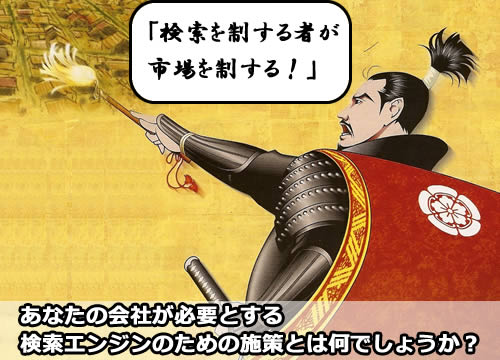 「検索を制する者が
市場を制する！」
あなたの会社が必要とする
検索エンジンのための施策とは何でしょうか？